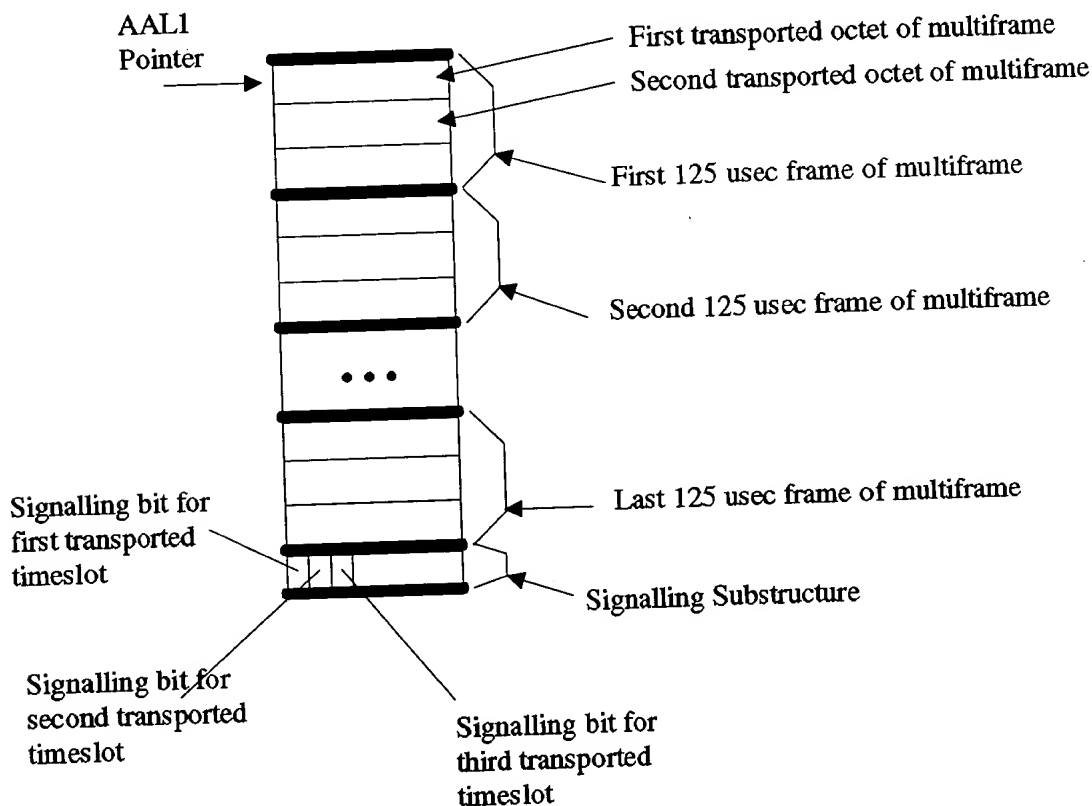 AAL1
Pointer
First transported octet of multiframe
Second transported octet of multiframe
First 125 usec frame of multiframe
Second 125 usec frame of multiframe
Last 125 usec frame of multiframe
Signalling bit for
first transported
timeslot
Signalling Substructure
Signalling bit for
second transported
timeslot
Signalling bit for
third transported
timeslot